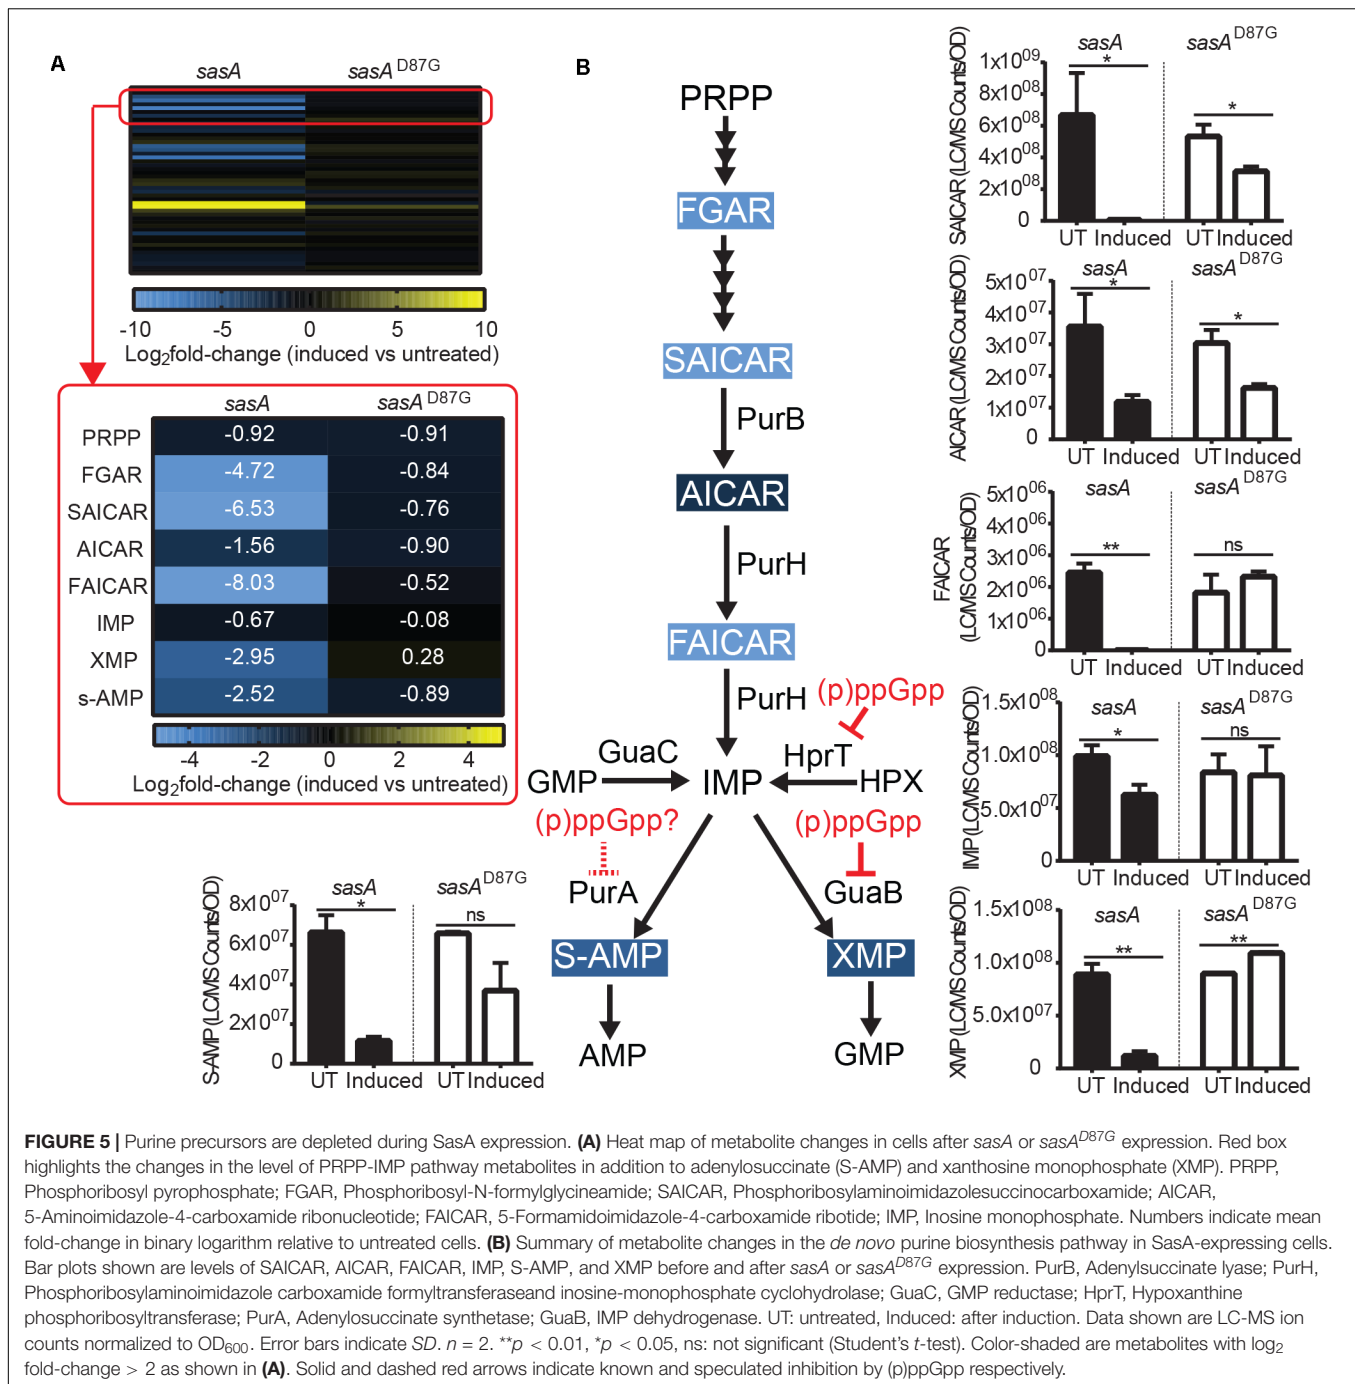 A
sasA
sasA D87G
-10
-5
0
5
10
Log2fold-change (induced vs untreated)
sasA
sasA D87G
PRPP -0.92 -0.91
FGAR -4.72 -0.84
SAICAR -6.53 -0.76
AICAR -1.56 -0.90
FAICAR -8.03 -0.52
IMP -0.67 -0.08
XMP -2.95 0.28
s-AMP -2.52 -0.89
-4
-2
0
2
4
Log2fold-change (induced vs untreated)
B
PRPP
FGAR
SAICAR
PurB
AICAR
PurH
FAICAR
PurH
(p)ppGpp
GuaC
HprT
GMP
IMP
HPX
(p)ppGpp?
(p)ppGpp
PurA
GuaB
S-AMP
XMP
AMP
GMP
S-AMP (LC/MS Counts/OD)
8x10 07
6x10 07
4x10 07
2x10 07
0
sasA
*
sasA D87G
ns
UT Induced
UT Induced
SAICAR (LC/MS Counts/OD)
1x10 09
8x10 08
6x10 08
4x10 08
2x10 08
0
sasA
*
sasA D87G
*
UT Induced
UT Induced
AICAR (LC/MS Counts/OD)
5x10 07
4x10 07
3x10 07
2x10 07
1x10 07
0
sasA
*
sasA D87G
*
UT Induced
UT Induced
FAICAR
(LC/MS Counts/OD)
5x10 06
4x10 06
3x10 06
2x10 06
1x10 06
0
sasA
**
sasA D87G
ns
UT Induced
UT Induced
IMP (LC/MS Counts/OD)
1.5x10 08
1.0x10 08
5.0x10 07
0
sasA
*
sasA D87G
ns
UT Induced
UT Induced
XMP (LC/MS Counts/OD)
1.5x10 08
1.0x10 08
5.0x10 07
0
sasA
**
sasA D87G
**
UT Induced
UT Induced
FIGURE 5 | Purine precursors are depleted during SasA expression. (A) Heat map of metabolite changes in cells after sasA or sasA D87G expression. Red box
highlights the changes in the level of PRPP-IMP pathway metabolites in addition to adenylosuccinate (S-AMP) and xanthosine monophosphate (XMP). PRPP,
Phosphoribosyl pyrophosphate; FGAR, Phosphoribosyl-N-formylglycineamide; SAICAR, Phosphoribosylaminoimidazolesuccinocarboxamide; AICAR,
5-Aminoimidazole-4-carboxamide ribonucleotide; FAICAR, 5-Formamidoimidazole-4-carboxamide ribotide; IMP, Inosine monophosphate. Numbers indicate mean
fold-change in binary logarithm relative to untreated cells. (B) Summary of metabolite changes in the de novo purine biosynthesis pathway in SasA-expressing cells.
Bar plots shown are levels of SAICAR, AICAR, FAICAR, IMP, S-AMP, and XMP before and after sasA or sasA D87G expression. PurB, Adenylsuccinate lyase; PurH,
Phosphoribosylaminoimidazole carboxamide formyltransferaseand inosine-monophosphate cyclohydrolase; GuaC, GMP reductase; HprT, Hypoxanthine
phosphoribosyltransferase; PurA, Adenylosuccinate synthetase; GuaB, IMP dehydrogenase. UT: untreated, Induced: after induction. Data shown are LC-MS ion
counts normalized to OD600. Error bars indicate SD. n = 2. **p < 0.01, *p < 0.05, ns: not significant (Student's t-test). Color-shaded are metabolites with log2
fold-change > 2 as shown in (A). Solid and dashed red arrows indicate known and speculated inhibition by (p)ppGpp respectively.